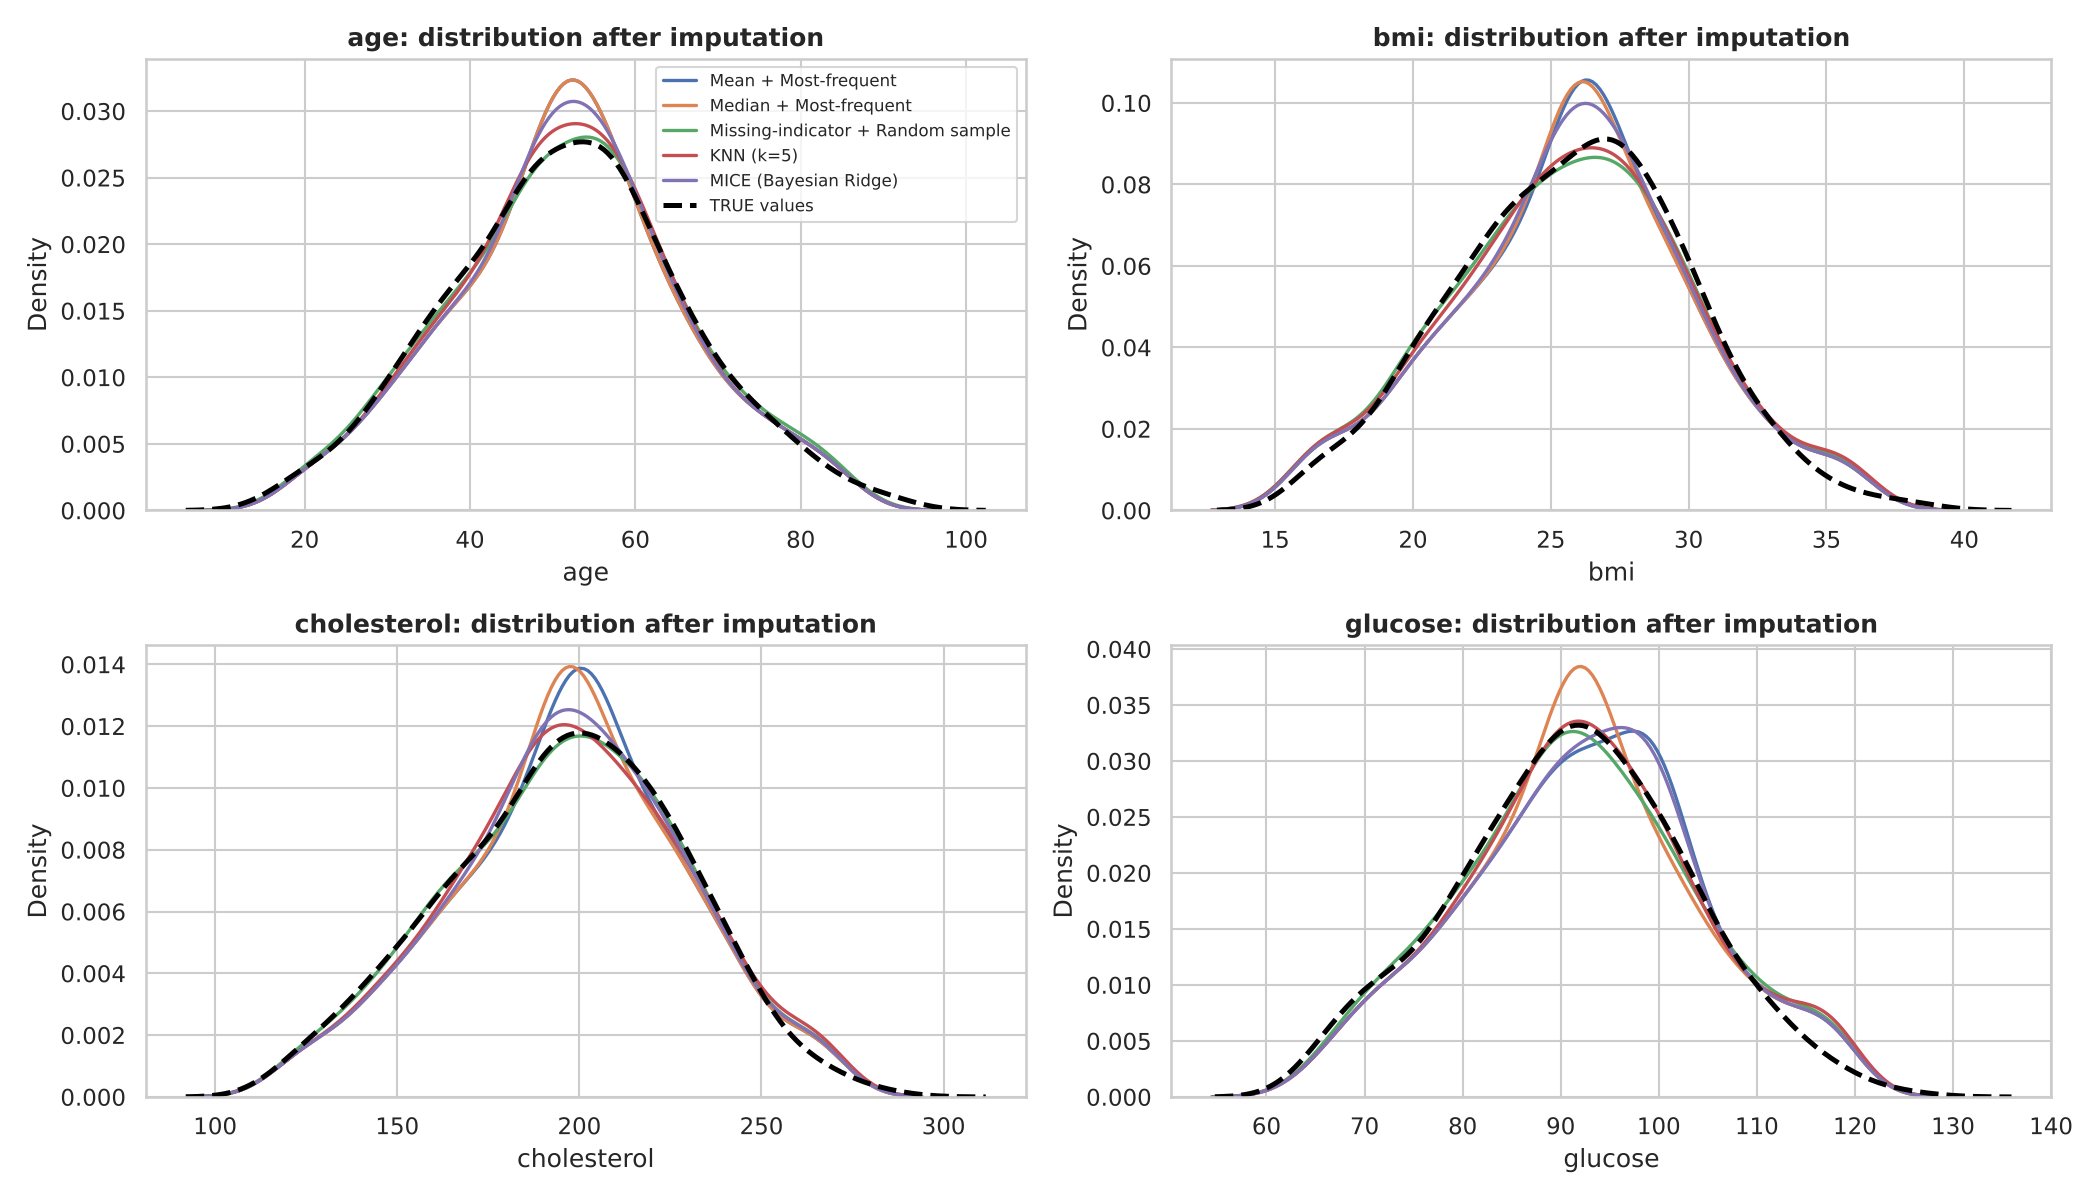 age: distribution after imputation
Mean + Most-frequent
Median + Most-frequent
Missing-indicator + Random sample
KNN (k=5)
MICE (Bayesian Ridge)
TRUE values
Density
0.030
0.025
0.020
0.015
0.010
0.005
0.000
20 40 60 80 100
age
bmi: distribution after imputation
Density
0.10
0.08
0.06
0.04
0.02
0.00
15 20 25 30 35 40
bmi
cholesterol: distribution after imputation
Density
0.014
0.012
0.010
0.008
0.006
0.004
0.002
0.000
100 150 200 250 300
cholesterol
glucose: distribution after imputation
Density
0.040
0.035
0.030
0.025
0.020
0.015
0.010
0.005
0.000
60 70 80 90 100 110 120 130 140
glucose